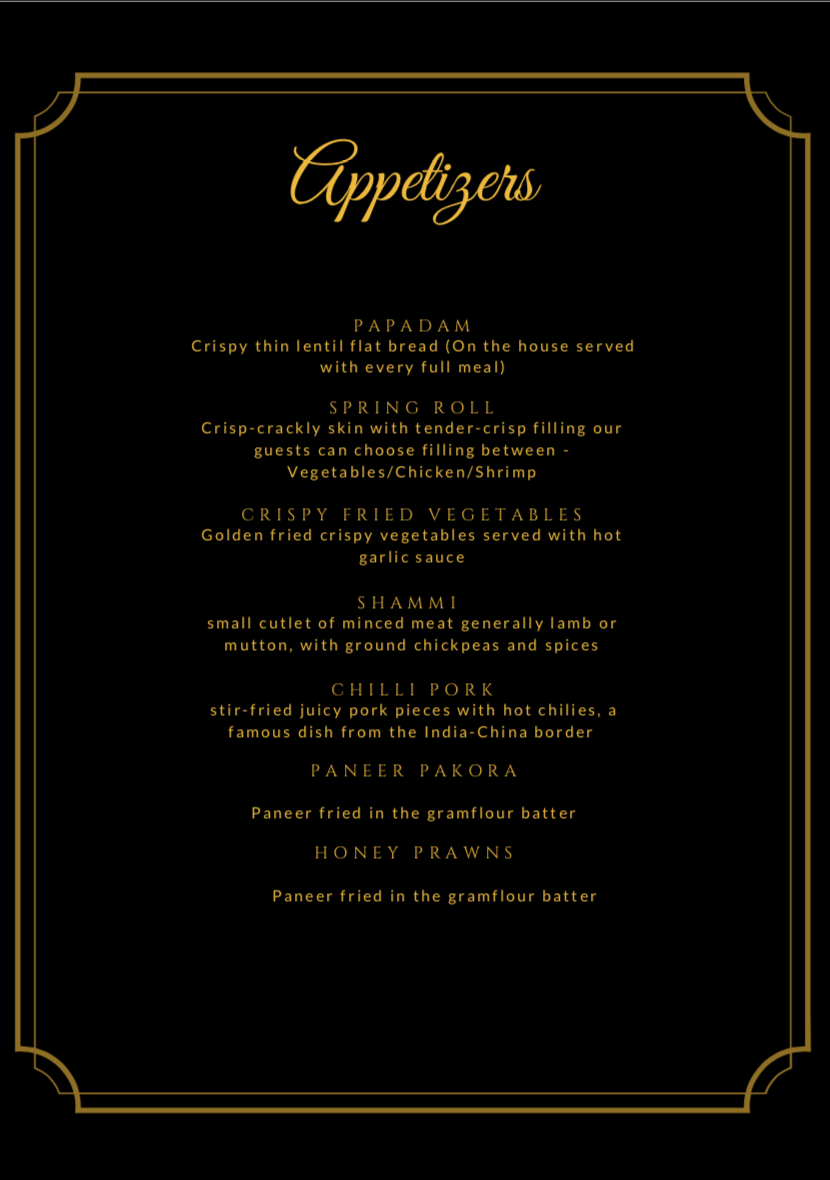 Appetizers
PAPADAM
Crispy thin lentil flat bread (On the house served
with every full meal)
SPRING ROLL
Crisp-crackly skin with tender-crisp filling our
guests can choose filling between -
Vegetables/Chicken/Shrimp
CRISPY FRIED VEGETABLES
Golden fried crispy vegetables served with hot
garlic sauce
SHAMMI
small cutlet of minced meat generally lamb or
mutton, with ground chickpeas and spices
CHILLI PORK
stir-fried juicy pork pieces with hot chilies, a
famous dish from the India-China border
PANEER PAKORA
Paneer fried in the gramflour batter
HONEY PRAWNS
Paneer fried in the gramflour batter